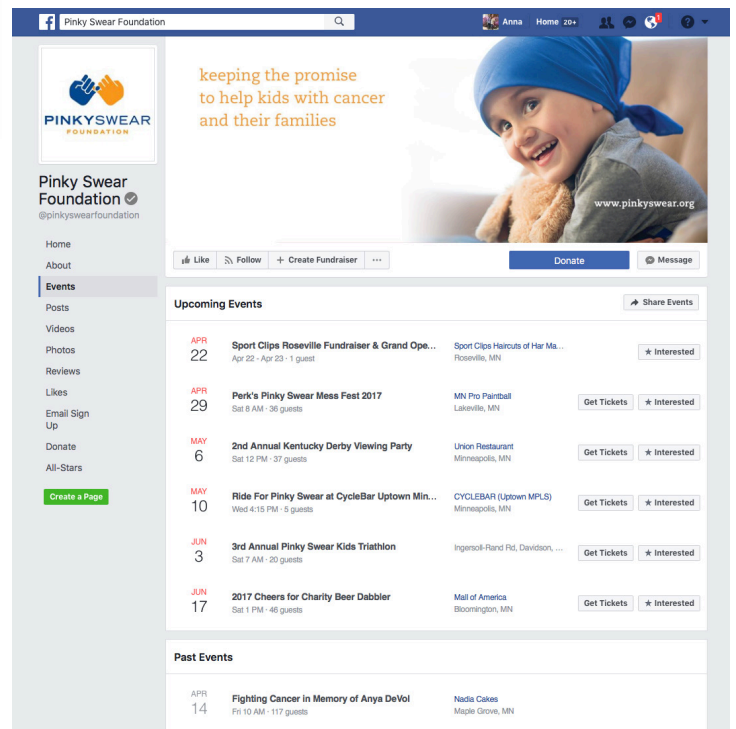 Pinky Swear Foundation
Anna
Home 20+
1
keeping the promise
to help kids with cancer
and their families
www.pinkyswear.org
PINKYSWEAR
FOUNDATION
Pinky Swear
Foundation
@pinkyswearfoundation
Home
About
Events
Posts
Videos
Photos
Reviews
Likes
Email Sign
Up
Donate
All-Stars
Create a Page
Like
Follow
+ Create Fundraiser
...
Donate
Message
Upcoming Events
Share Events
APR
22
Sport Clips Roseville Fundraiser & Grand Ope...
Apr 22 - Apr 23 · 1 guest
Sport Clips Haircuts of Har Ma...
Roseville, MN
★ Interested
APR
29
Perk's Pinky Swear Mess Fest 2017
Sat 8 AM · 36 guests
MN Pro Paintball
Lakeville, MN
Get Tickets
★ Interested
MAY
6
2nd Annual Kentucky Derby Viewing Party
Sat 12 PM · 37 guests
Union Restaurant
Minneapolis, MN
Get Tickets
★ Interested
MAY
10
Ride For Pinky Swear at CycleBar Uptown Min...
Wed 4:15 PM · 5 guests
CYCLEBAR (Uptown MPLS)
Minneapolis, MN
Get Tickets
★ Interested
JUN
3
3rd Annual Pinky Swear Kids Triathlon
Sat 7 AM · 20 guests
Ingersoll-Rand Rd, Davidson, ...
Get Tickets
★ Interested
JUN
17
2017 Cheers for Charity Beer Dabbler
Sat 1 PM · 46 guests
Mall of America
Bloomington, MN
Get Tickets
★ Interested
Past Events
APR
14
Fighting Cancer in Memory of Anya DeVol
Fri 10 AM · 117 guests
Nadia Cakes
Maple Grove, MN